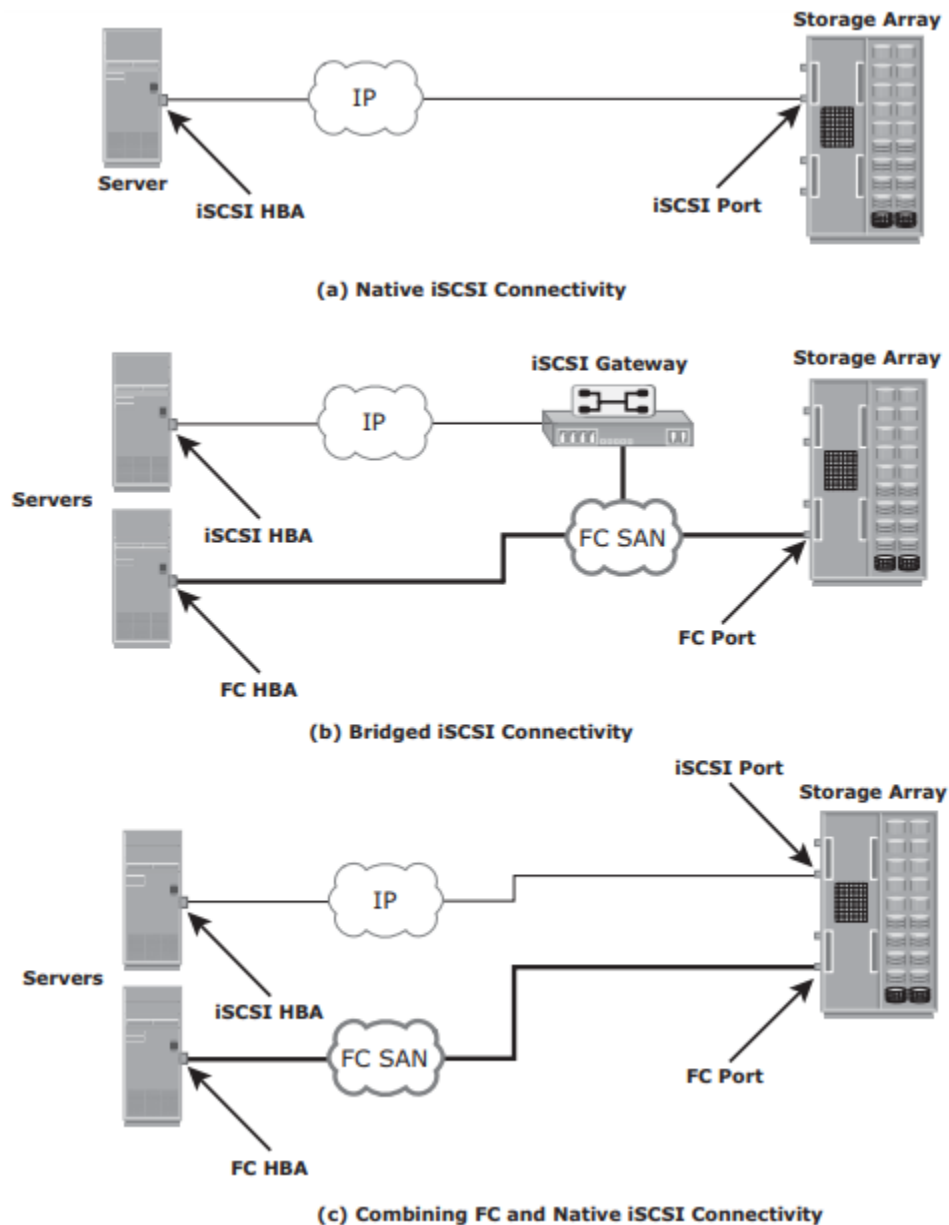 Storage Array
IP
Server
iSCSI HBA
iSCSI Port
(a) Native iSCSI Connectivity
Storage Array
iSCSI Gateway
IP
Servers
iSCSI HBA
FC SAN
FC Port
FC HBA
(b) Bridged iSCSI Connectivity
iSCSI Port
Storage Array
IP
Servers
iSCSI HBA
FC SAN
FC Port
FC HBA
(c) Combining FC and Native iSCSI Connectivity